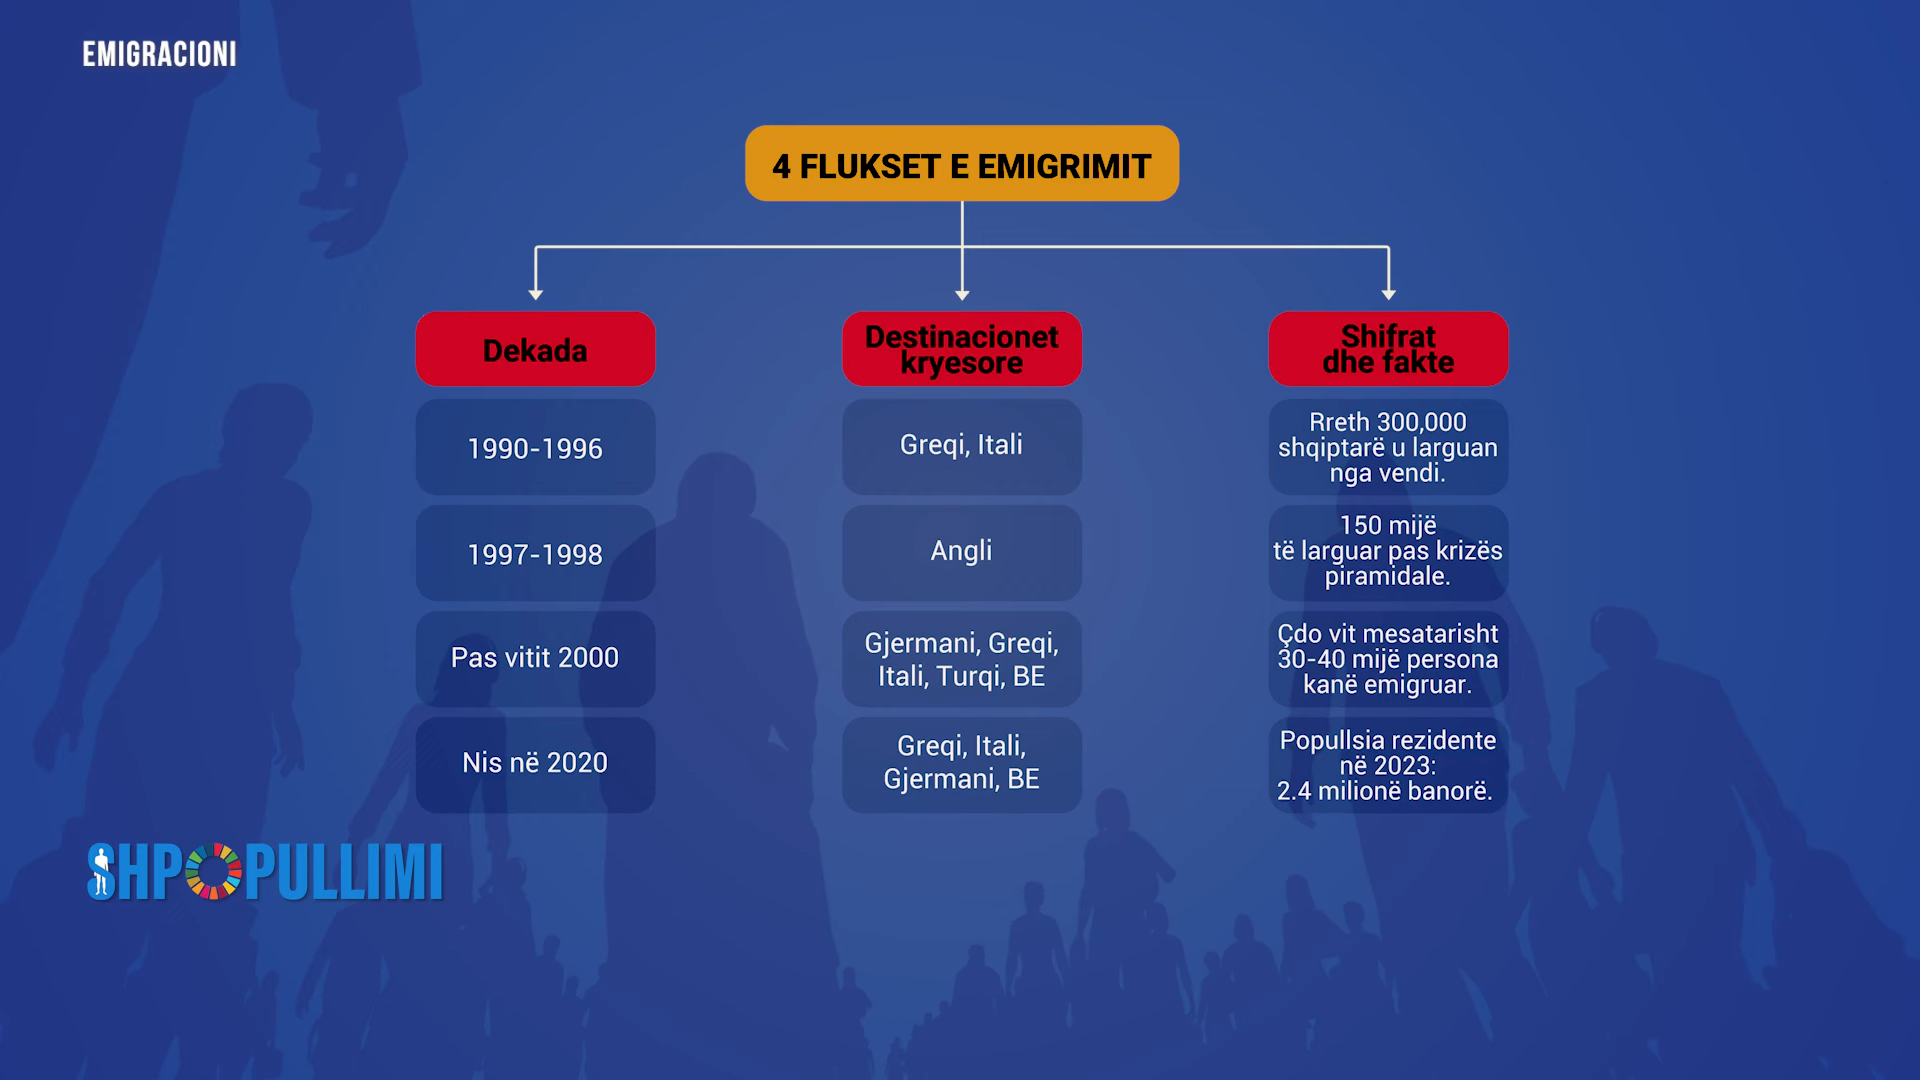 EMIGRACIONI
4 FLUKSET E EMIGRIMIT
Dekada
Destinacionet
kryesore
Shifrat
dhe fakte
1990-1996
Greqi, Itali
Rreth 300,000
shqiptarë u larguan
nga vendi.
1997-1998
Angli
150 mijë
të larguar pas krizës
piramidale.
Pas vitit 2000
Gjermani, Greqi,
Itali, Turqi, BE
Çdo vit mesatarisht
30-40 mijë persona
kanë emigruar.
Nis në 2020
Greqi, Itali,
Gjermani, BE
Popullsia rezidente
në 2023:
2.4 milionë banorë.
SHPOPULLIMI